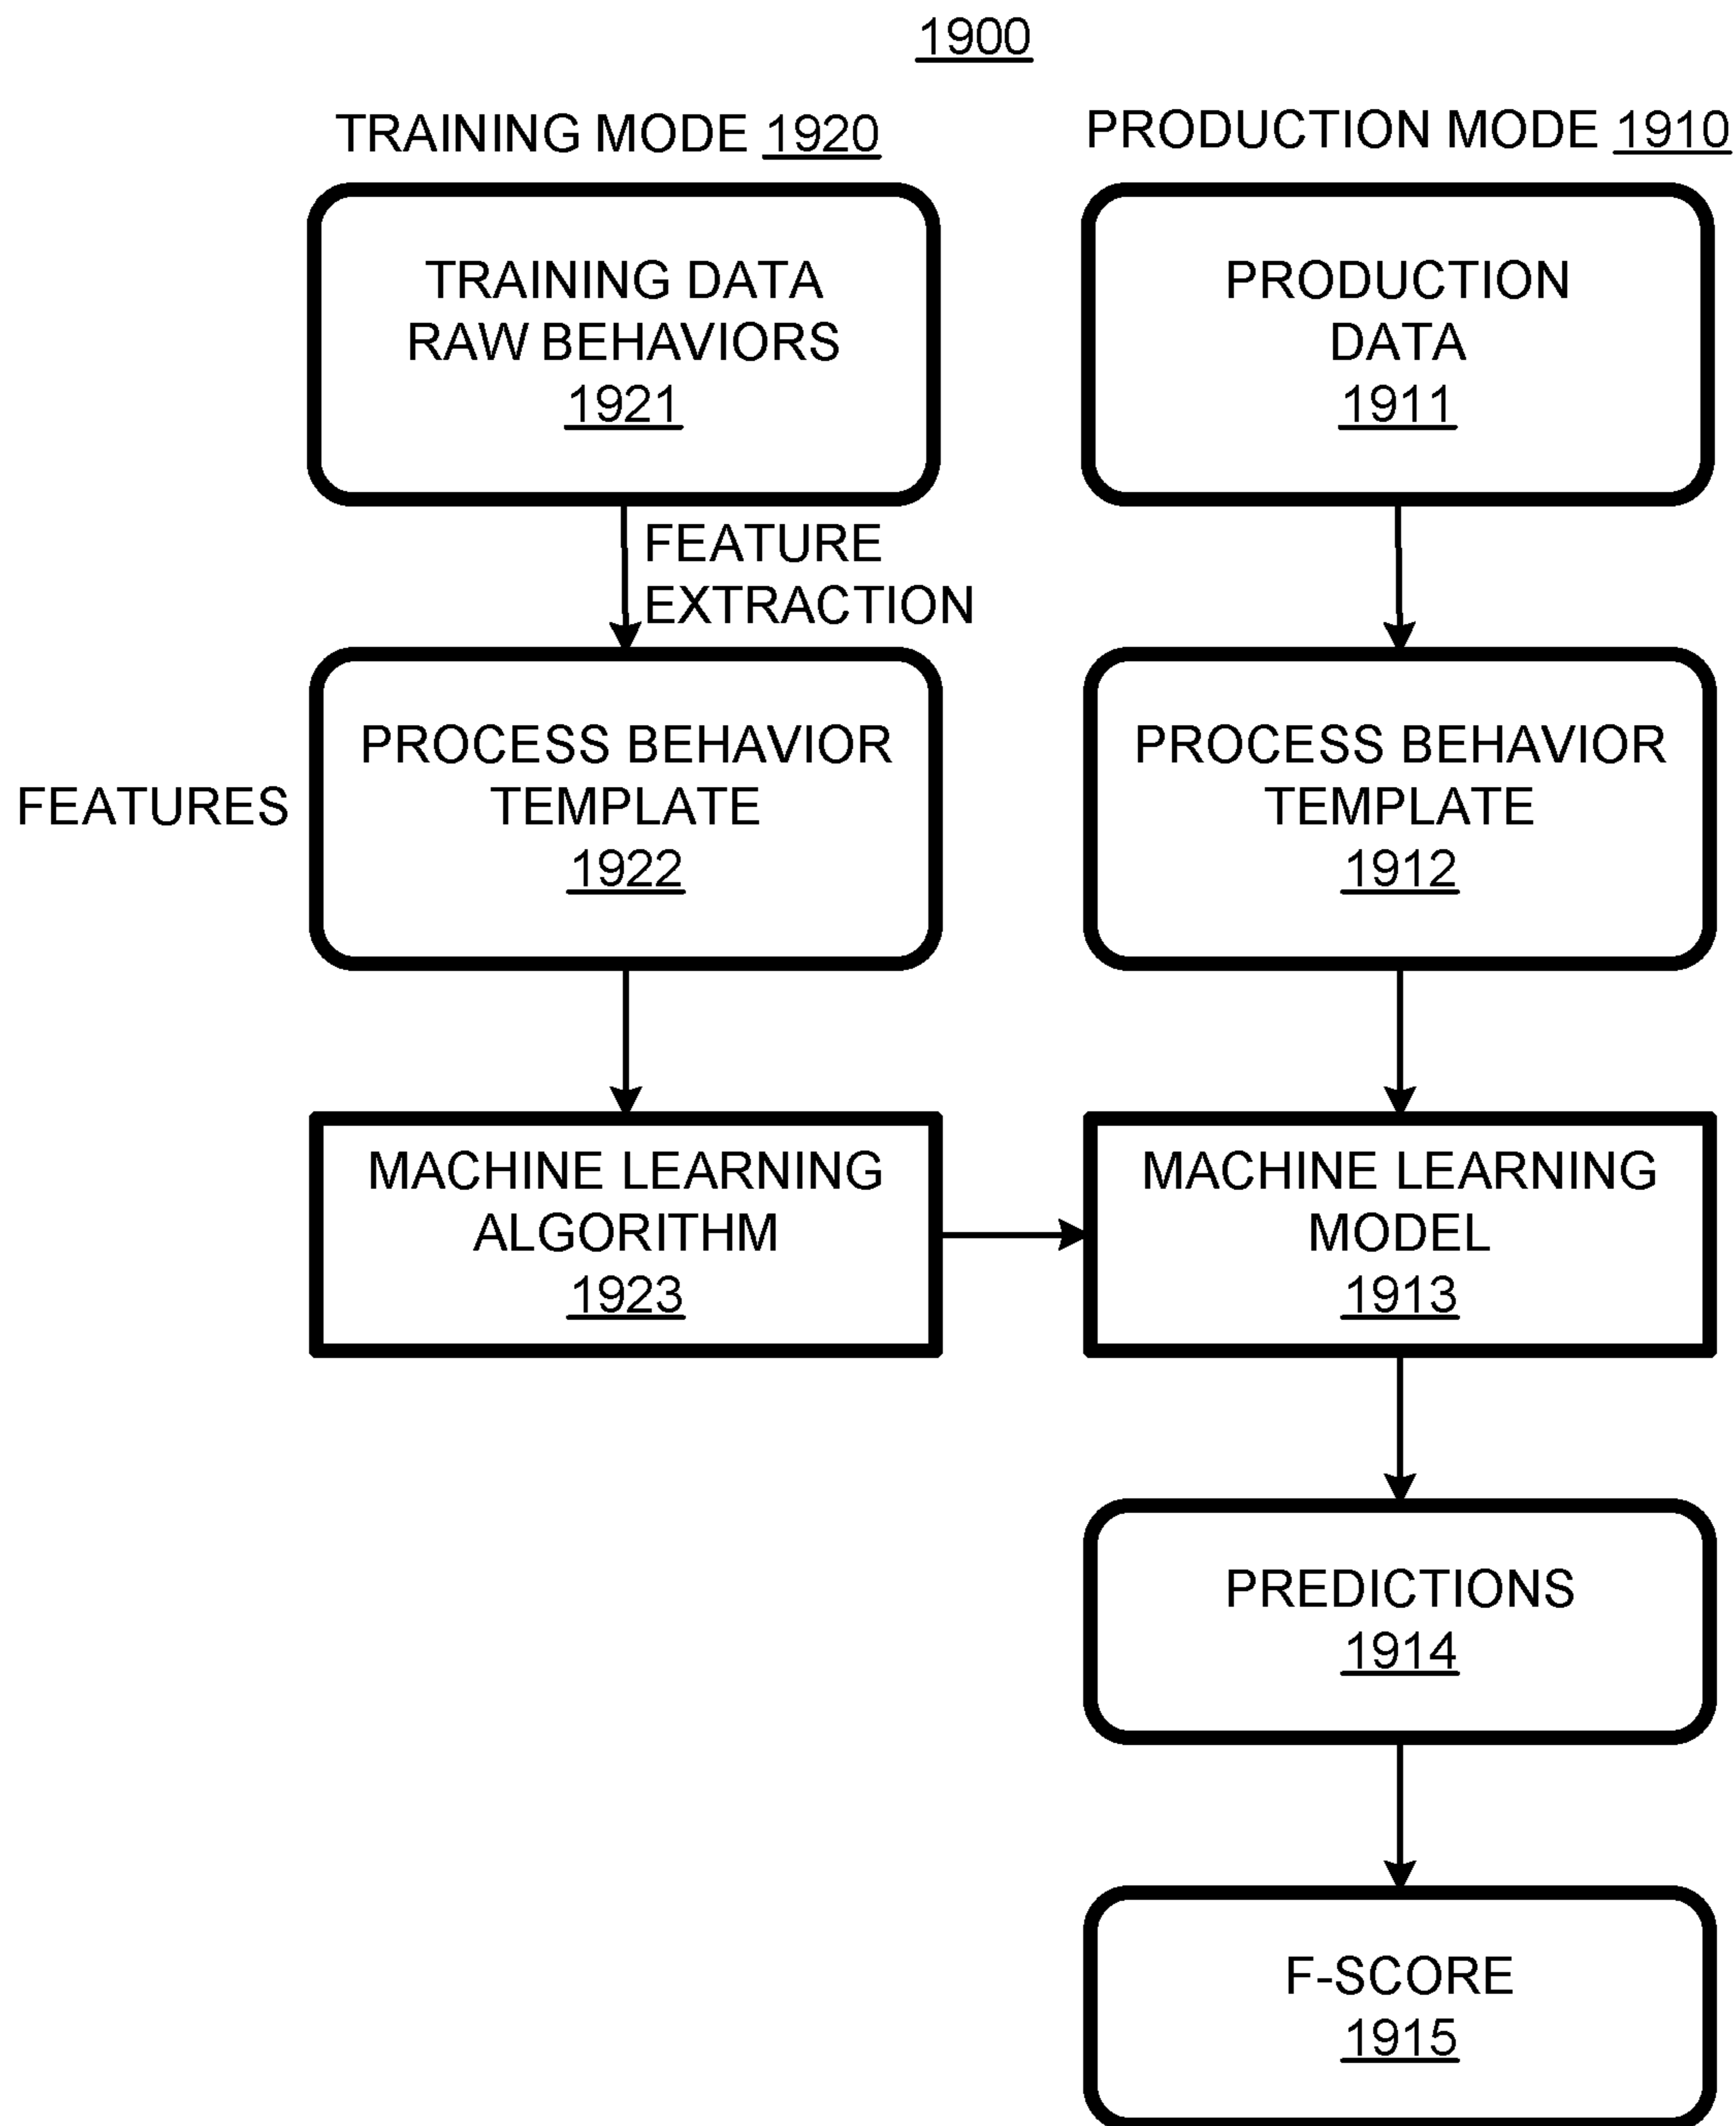 1900
TRAINING MODE 1920
PRODUCTION MODE 1910
TRAINING DATA
RAW BEHAVIORS
1921
PRODUCTION
DATA
1911
FEATURE
EXTRACTION
FEATURES
PROCESS BEHAVIOR
TEMPLATE
1922
PROCESS BEHAVIOR
TEMPLATE
1912
MACHINE LEARNING
ALGORITHM
1923
MACHINE LEARNING
MODEL
1913
PREDICTIONS
1914
F-SCORE
1915